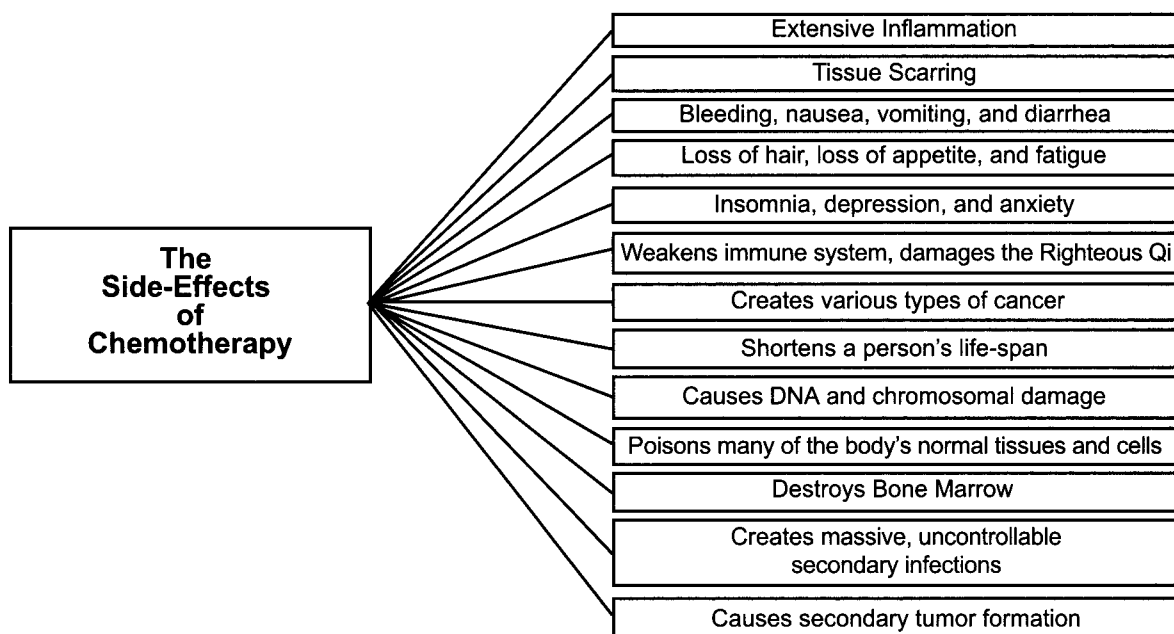 The
Side-Effects
of
Chemotherapy
Extensive Inflammation
Tissue Scarring
Bleeding, nausea, vomiting, and diarrhea
Loss of hair, loss of appetite, and fatigue
Insomnia, depression, and anxiety
Weakens immune system, damages the Righteous Qi
Creates various types of cancer
Shortens a person's life-span
Causes DNA and chromosomal damage
Poisons many of the body's normal tissues and cells
Destroys Bone Marrow
Creates massive, uncontrollable
secondary infections
Causes secondary tumor formation